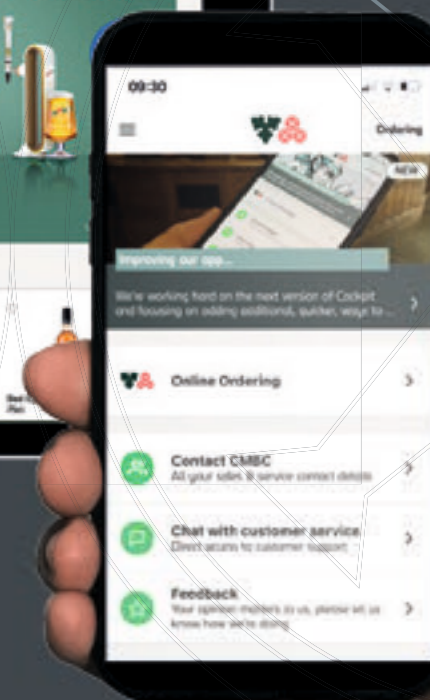 09:30
Ordering
NEW
Improving our app...
We're working hard on the next version of Cockpit
and focusing on adding additional, quicker, ways to ...
Online Ordering
Contact CMBC
All your sales & service contact details
Chat with customer service
Direct access to customer support
Feedback
Your opinion matters to us, please let us
know how we're doing